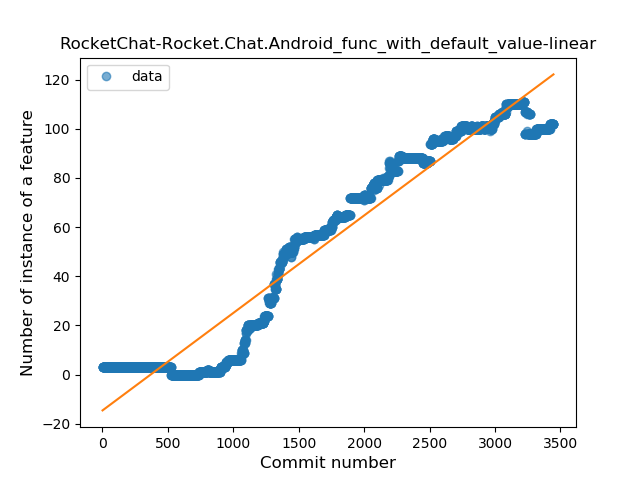 RocketChat-Rocket.Chat.Android_func_with_default_value-linear
data
Number of instance of a feature
120
100
80
60
40
20
0
−20
0 500 1000 1500 2000 2500 3000 3500
Commit number